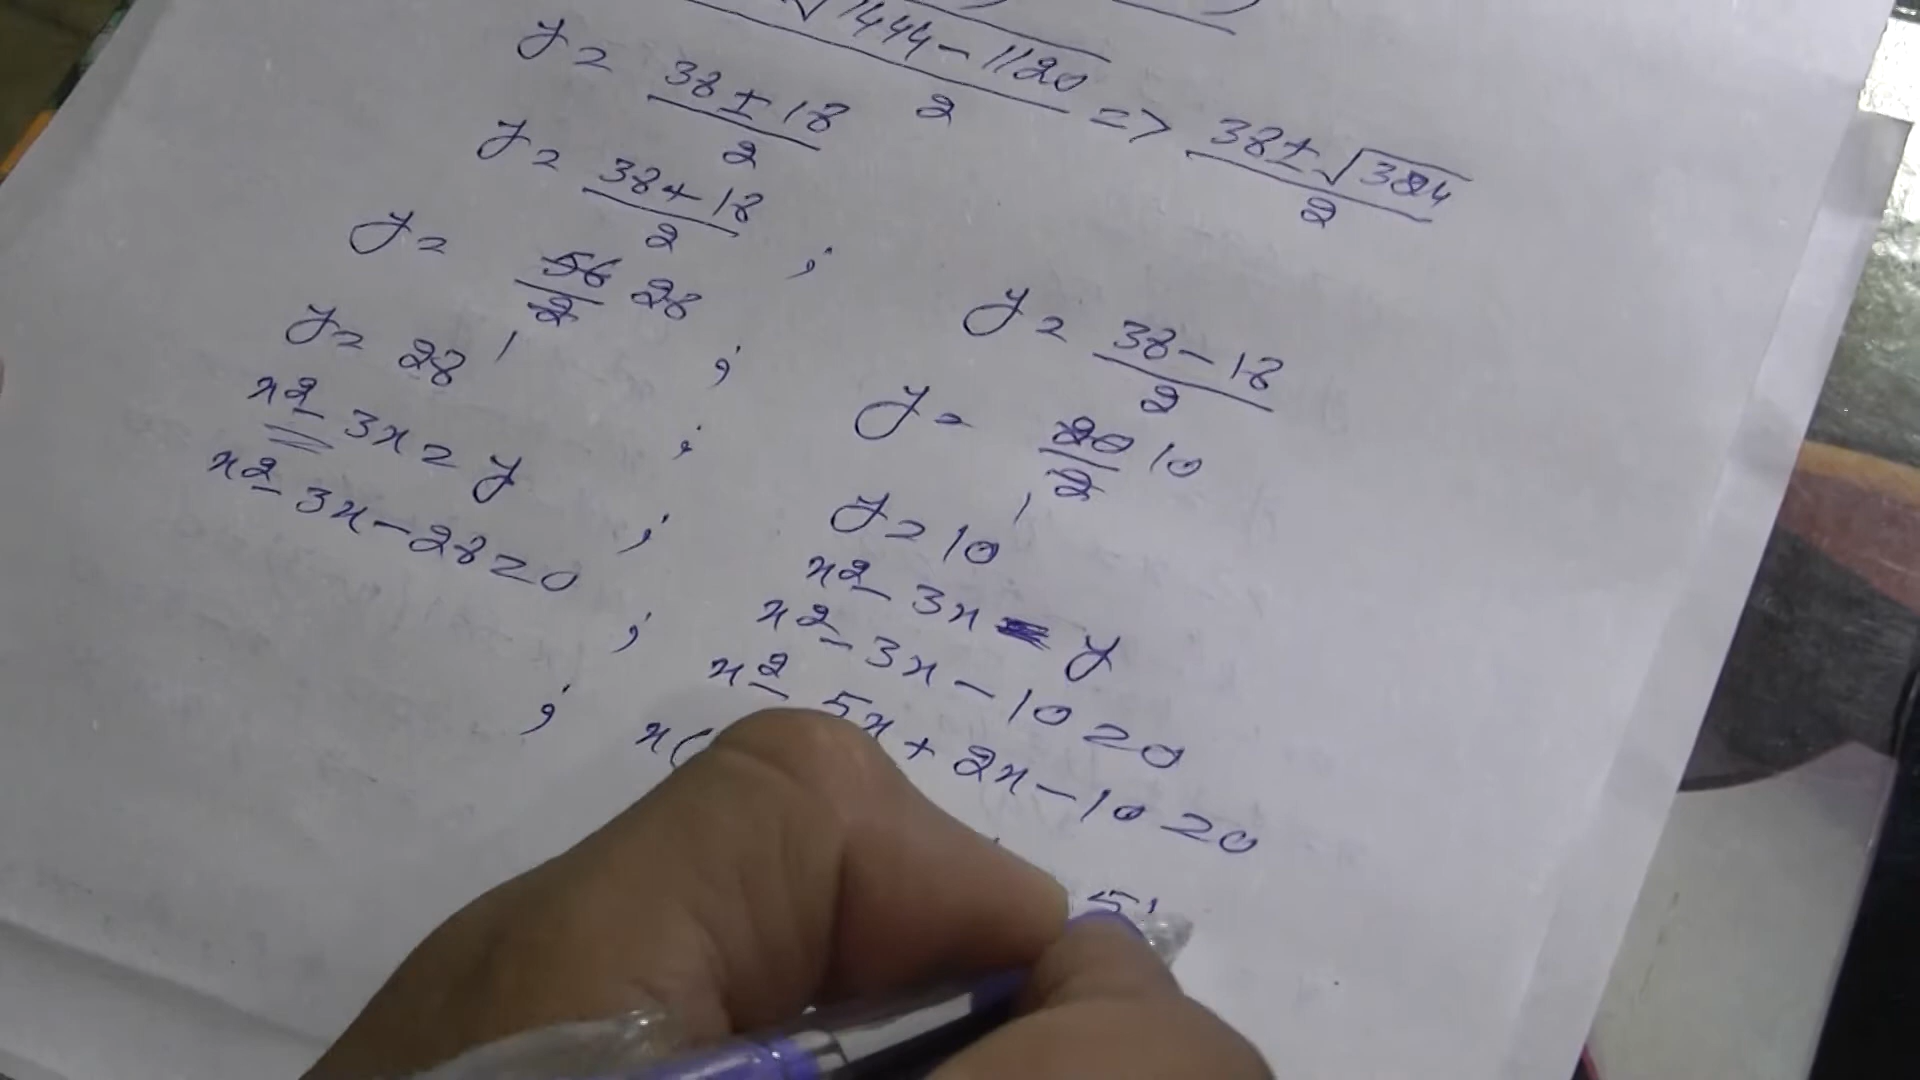 √1444-1120 / 2 => 38±√324 / 2
y = 38±18 / 2
y = 38+18 / 2 ; y = 38-18 / 2
y = 56/2 28 ; y = 20/2 10
y = 28 ; y = 10
x²-3x = y ; x²-3x = y
x²-3x-28=0 ; x²-3x-10=0
; x²-5x+2x-10=0
x(
5